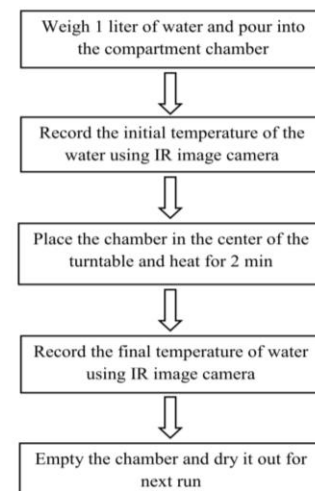 Weigh 1 liter of water and pour into
the compartment chamber
Record the initial temperature of the
water using IR image camera
Place the chamber in the center of the
turntable and heat for 2 min
Record the final temperature of water
using IR image camera
Empty the chamber and dry it out for
next run